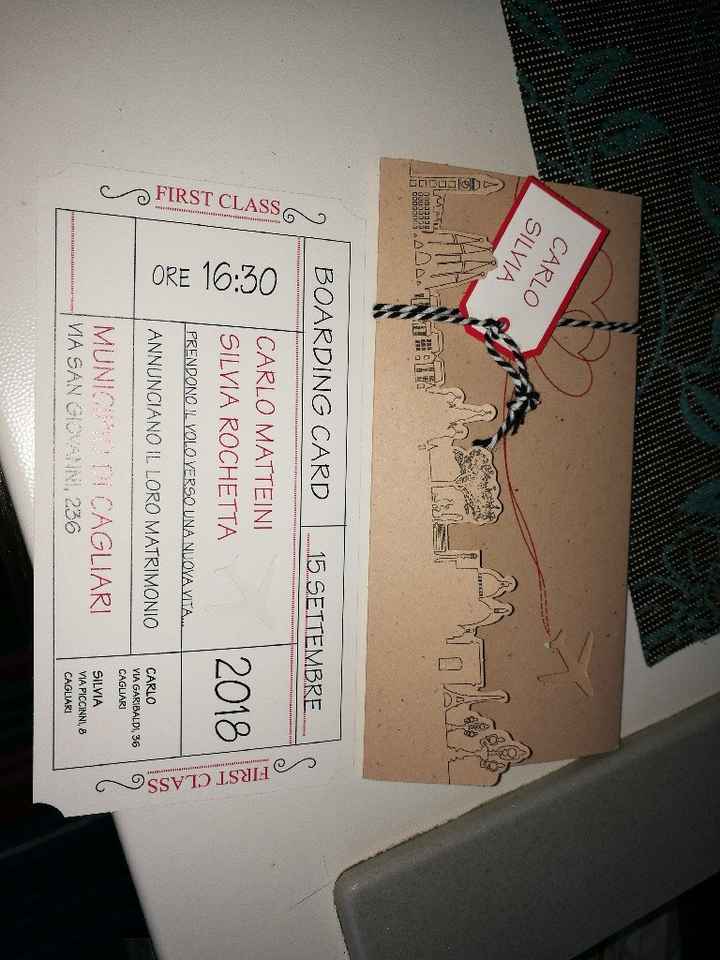 FIRST CLASS
BOARDING CARD
15 SETTEMBRE
ORE 16:30
CARLO MATTEINI
SILVIA ROCHETTA
PRENDONO IL VOLO VERSO UNA NUOVA VITA...
2018
ANNUNCIANO IL LORO MATRIMONIO
MUNICIPIO DI CAGLIARI
VIA SAN GIOVANNI, 236
CARLO
VIA GARIBALDI, 36
CAGLIARI
SILVIA
VIA PICCINNI, 8
CAGLIARI
FIRST CLASS
CARLO
SILVIA